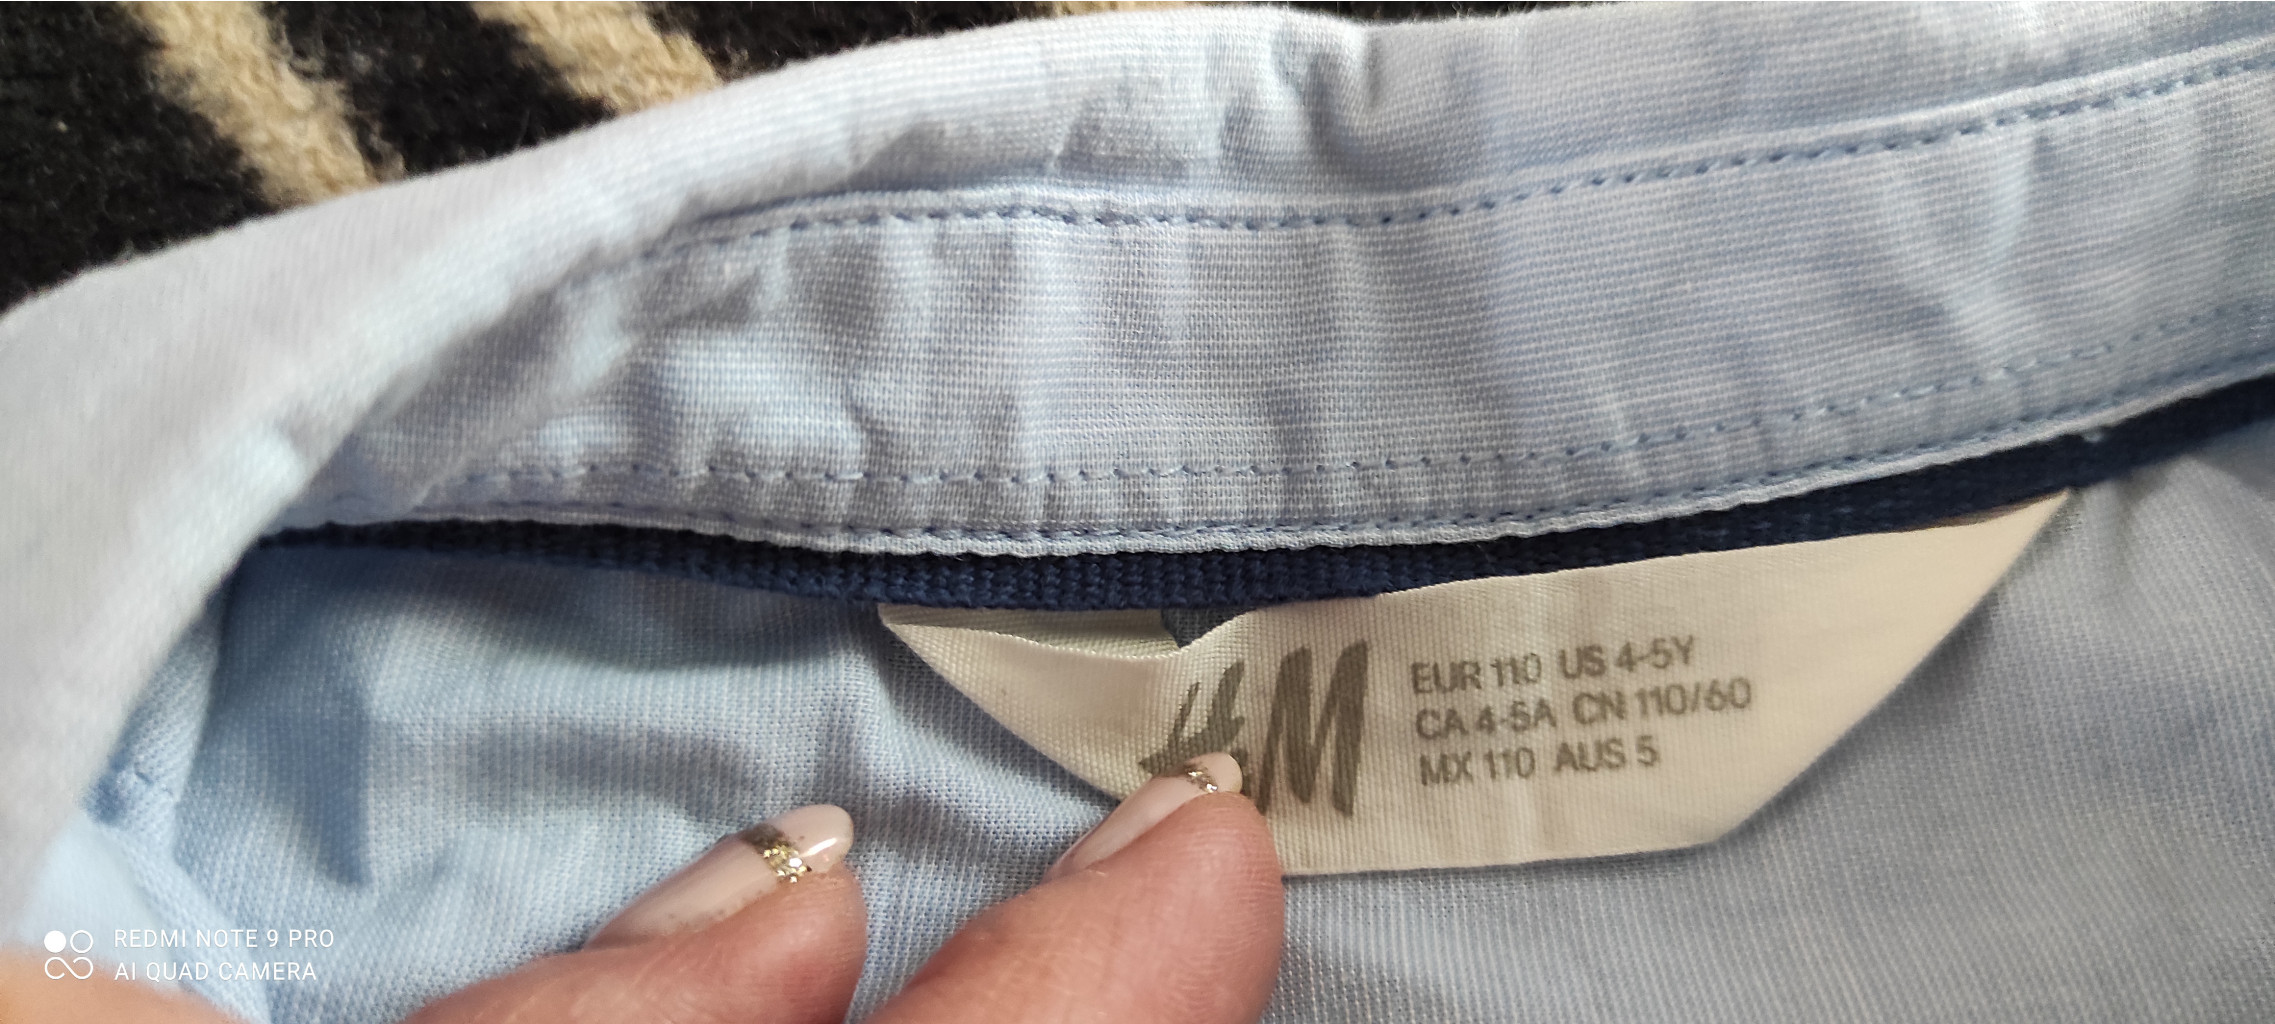 H&M
EUR 110 US 4-5Y
CA 4-5A CN 110/60
MX 110 AUS 5
REDMI NOTE 9 PRO
AI QUAD CAMERA